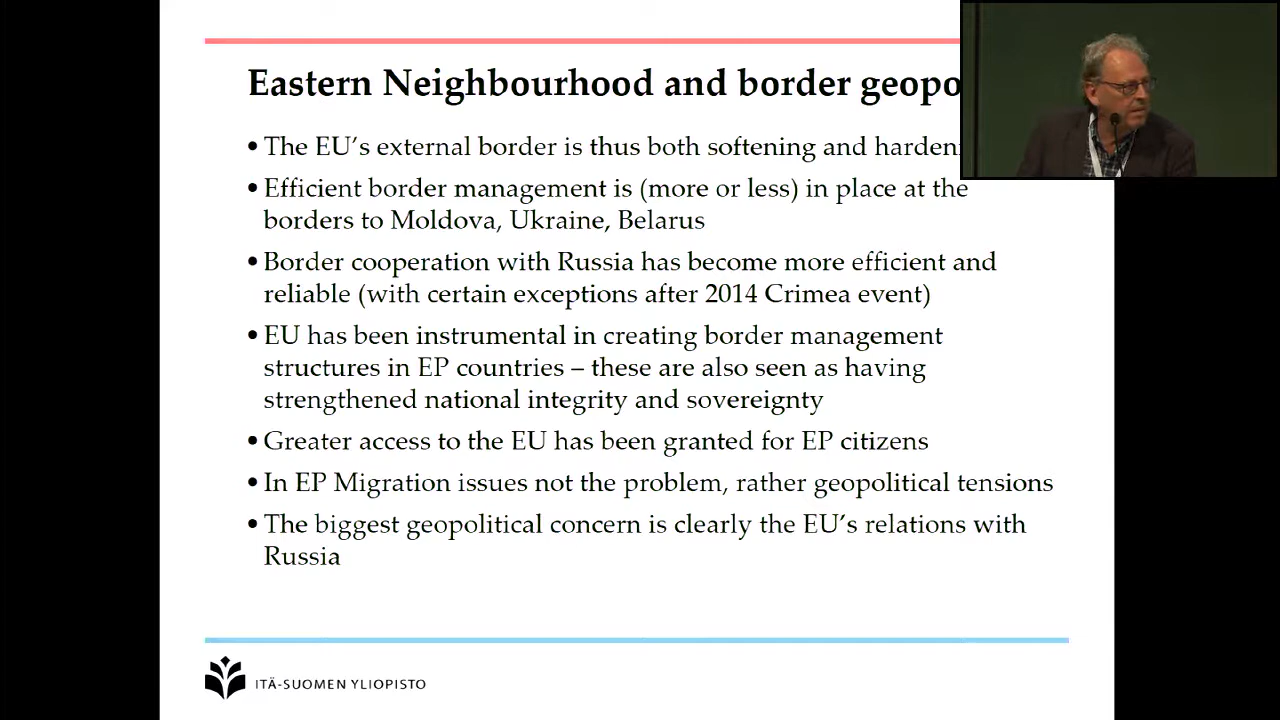 Eastern Neighbourhood and border geopo
• The EU's external border is thus both softening and harden
• Efficient border management is (more or less) in place at the
borders to Moldova, Ukraine, Belarus
• Border cooperation with Russia has become more efficient and
reliable (with certain exceptions after 2014 Crimea event)
• EU has been instrumental in creating border management
structures in EP countries – these are also seen as having
strengthened national integrity and sovereignty
• Greater access to the EU has been granted for EP citizens
• In EP Migration issues not the problem, rather geopolitical tensions
• The biggest geopolitical concern is clearly the EU's relations with
Russia
ITÄ-SUOMEN YLIOPISTO